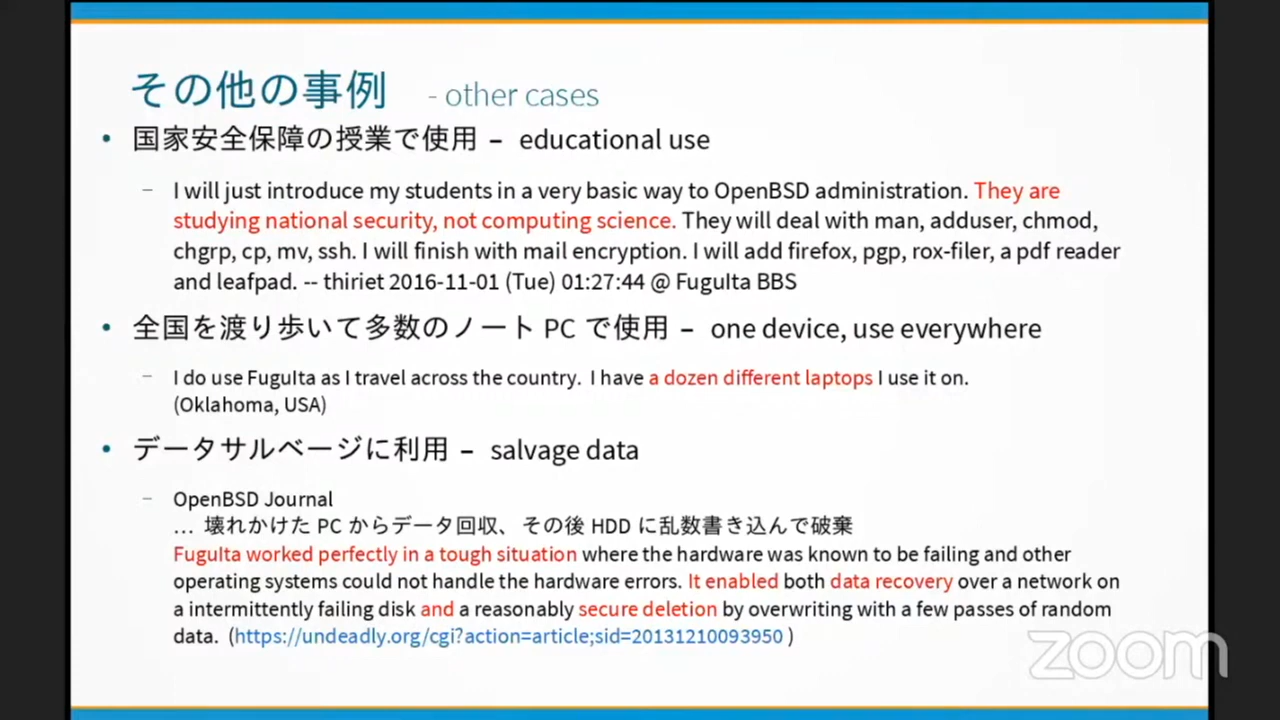 その他の事例 - other cases
• 国家安全保障の授業で使用 – educational use
– I will just introduce my students in a very basic way to OpenBSD administration. They are
studying national security, not computing science. They will deal with man, adduser, chmod,
chgrp, cp, mv, ssh. I will finish with mail encryption. I will add firefox, pgp, rox-filer, a pdf reader
and leafpad. -- thiriet 2016-11-01 (Tue) 01:27:44 @ FuguIta BBS
• 全国を渡り歩いて多数のノート PC で使用 – one device, use everywhere
– I do use FuguIta as I travel across the country. I have a dozen different laptops I use it on.
(Oklahoma, USA)
• データサルベージに利用 – salvage data
– OpenBSD Journal
… 壊れかけた PC からデータ回収、その後 HDD に乱数書き込んで破棄
FuguIta worked perfectly in a tough situation where the hardware was known to be failing and other
operating systems could not handle the hardware errors. It enabled both data recovery over a network on
a intermittently failing disk and a reasonably secure deletion by overwriting with a few passes of random
data. (https://undeadly.org/cgi?action=article;sid=20131210093950 )
zoom